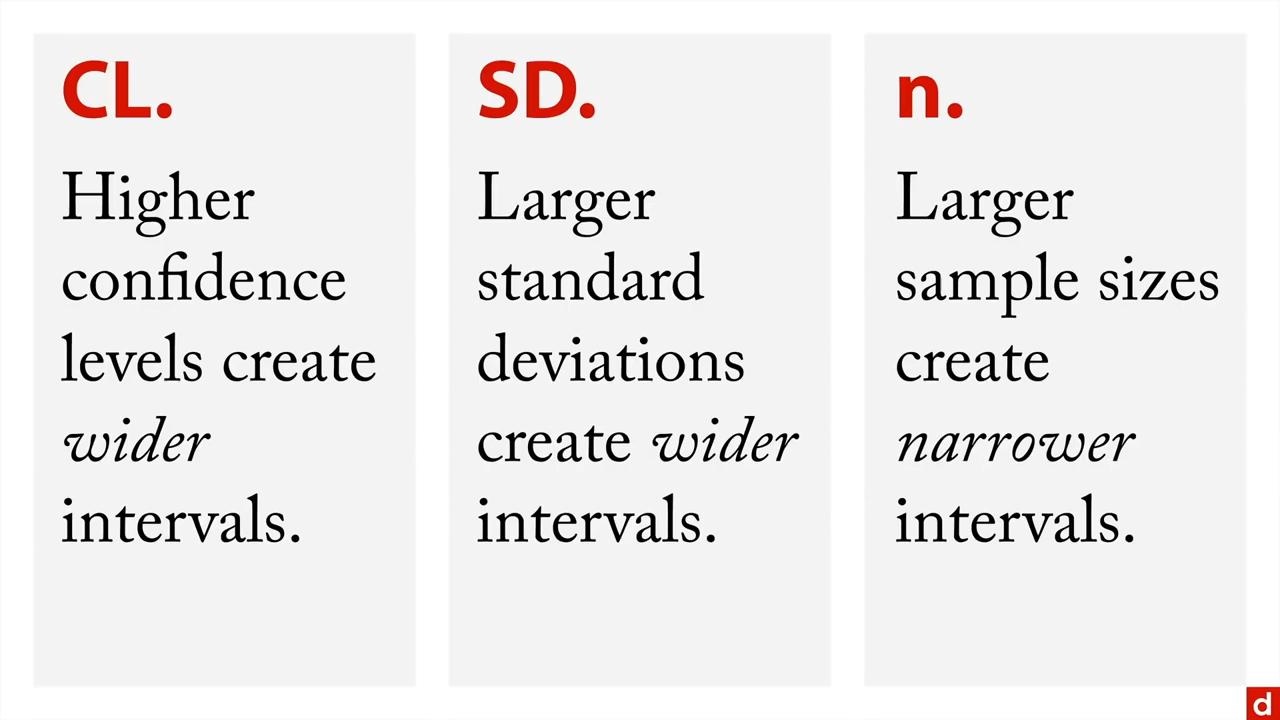 CL.
Higher
confidence
levels create
wider
intervals.
SD.
Larger
standard
deviations
create wider
intervals.
n.
Larger
sample sizes
create
narrower
intervals.
d